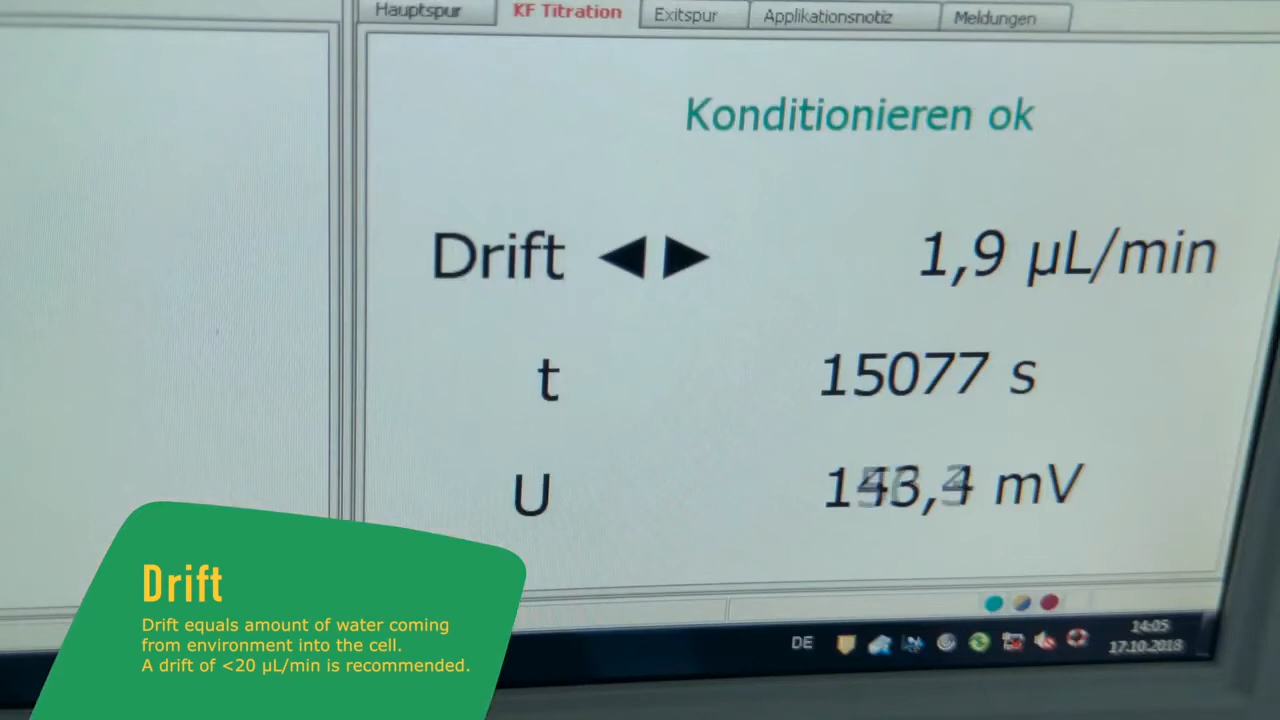 Hauptspur KF Titration Exitspur Applikationsnotiz Meldungen
Konditionieren ok
Drift ◀ ▶ 1,9 µL/min
t 15077 s
U mV
Drift
Drift equals amount of water coming
from environment into the cell.
A drift of <20 µL/min is recommended.
DE
14:05
17.10.2018